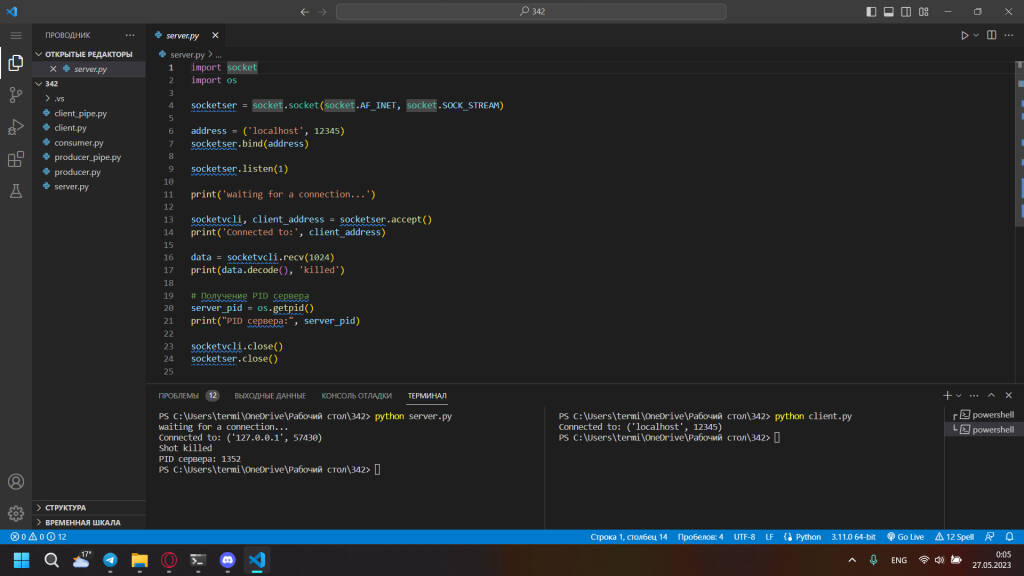 342
ПРОВОДНИК
ОТКРЫТЫЕ РЕДАКТОРЫ
server.py
342
.vs
client_pipe.py
client.py
consumer.py
producer_pipe.py
producer.py
server.py
СТРУКТУРА
ВРЕМЕННАЯ ШКАЛА
server.py
server.py > ...
1 import socket
2 import os
3
4 socketser = socket.socket(socket.AF_INET, socket.SOCK_STREAM)
5
6 address = ('localhost', 12345)
7 socketser.bind(address)
8
9 socketser.listen(1)
10
11 print('waiting for a connection...')
12
13 socketvcli, client_address = socketser.accept()
14 print('Connected to:', client_address)
15
16 data = socketvcli.recv(1024)
17 print(data.decode(), 'killed')
18
19 # Получение PID сервера
20 server_pid = os.getpid()
21 print("PID сервера:", server_pid)
22
23 socketvcli.close()
24 socketser.close()
25
ПРОБЛЕМЫ 12 ВЫХОДНЫЕ ДАННЫЕ КОНСОЛЬ ОТЛАДКИ ТЕРМИНАЛ
PS C:\Users\termi\OneDrive\Рабочий стол\342> python server.py
waiting for a connection...
Connected to: ('127.0.0.1', 57430)
Shot killed
PID сервера: 1352
PS C:\Users\termi\OneDrive\Рабочий стол\342>
PS C:\Users\termi\OneDrive\Рабочий стол\342> python client.py
Connected to: ('localhost', 12345)
PS C:\Users\termi\OneDrive\Рабочий стол\342>
powershell
powershell
0 0 12 Строка 1, столбец 14 Пробелов: 4 UTF-8 LF Python 3.11.0 64-bit Go Live 12 Spell
17° ENG 0:05
27.05.2023